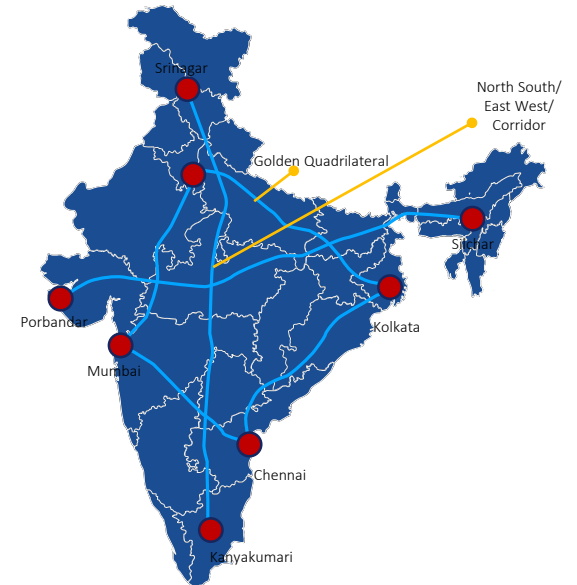 Srinagar
North South/
East West/
Corridor
Golden Quadrilateral
Silchar
Porbandar
Kolkata
Mumbai
Chennai
Kanyakumari